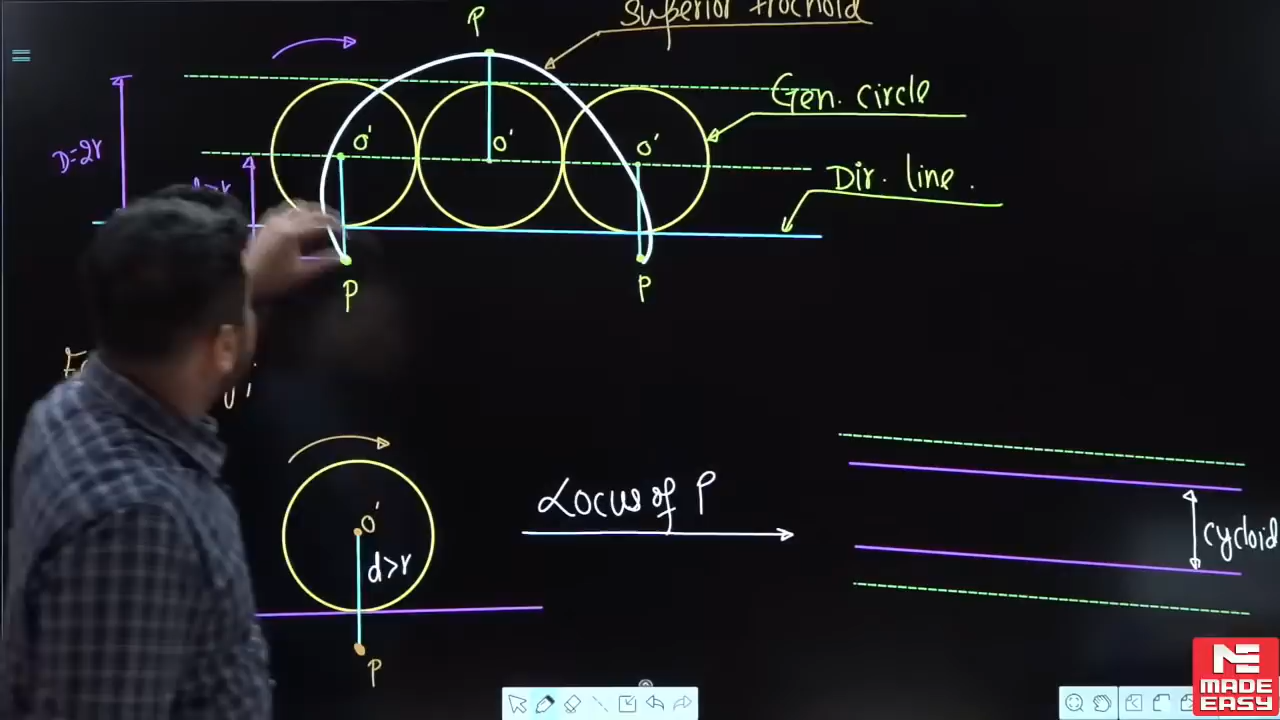 P
Superior trochoid
Gen. circle
O'
O'
O'
D=2r
Dir. line.
P
P
O'
d>r
P
Locus of P
Cycloid
MADE
EASY